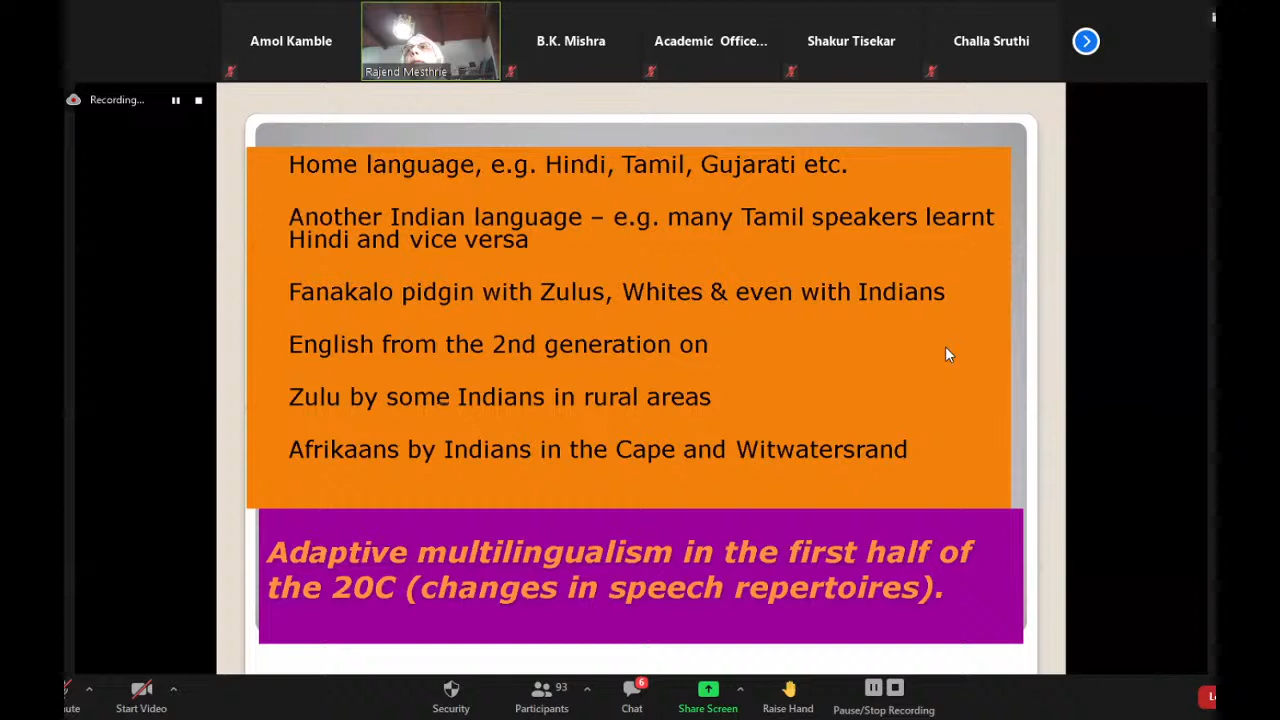 Amol Kamble
Rajend Mesthrie
B.K. Mishra
Academic Office...
Shakur Tisekar
Challa Sruthi
Recording...
Home language, e.g. Hindi, Tamil, Gujarati etc.
Another Indian language – e.g. many Tamil speakers learnt
Hindi and vice versa
Fanakalo pidgin with Zulus, Whites & even with Indians
English from the 2nd generation on
Zulu by some Indians in rural areas
Afrikaans by Indians in the Cape and Witwatersrand
Adaptive multilingualism in the first half of
the 20C (changes in speech repertoires).
Start Video
Security
93
Participants
6
Chat
Share Screen
Raise Hand
Pause/Stop Recording